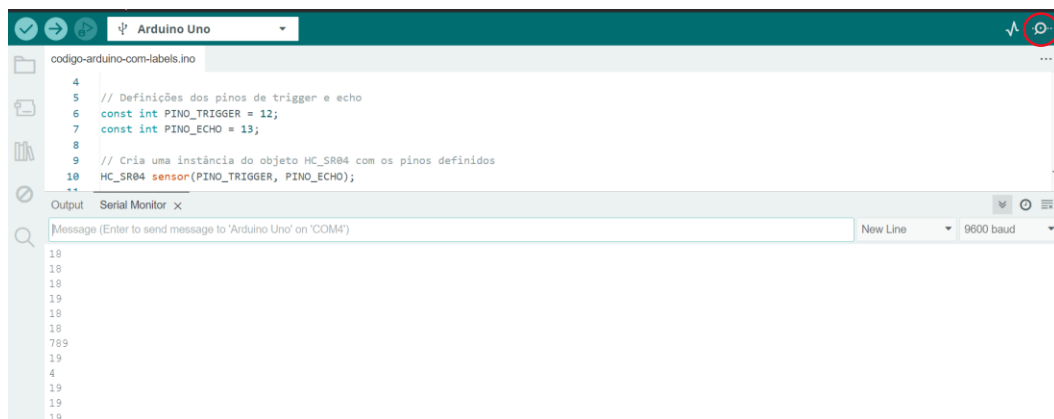 Arduino Uno
codigo-arduino-com-labels.ino
4
5 // Definições dos pinos de trigger e echo
6 const int PINO_TRIGGER = 12;
7 const int PINO_ECHO = 13;
8
9 // Cria uma instância do objeto HC_SR04 com os pinos definidos
10 HC_SR04 sensor(PINO_TRIGGER, PINO_ECHO);
11
Output Serial Monitor
Message (Enter to send message to 'Arduino Uno' on 'COM4') New Line 9600 baud
18
18
18
19
18
18
789
19
4
19
19
19